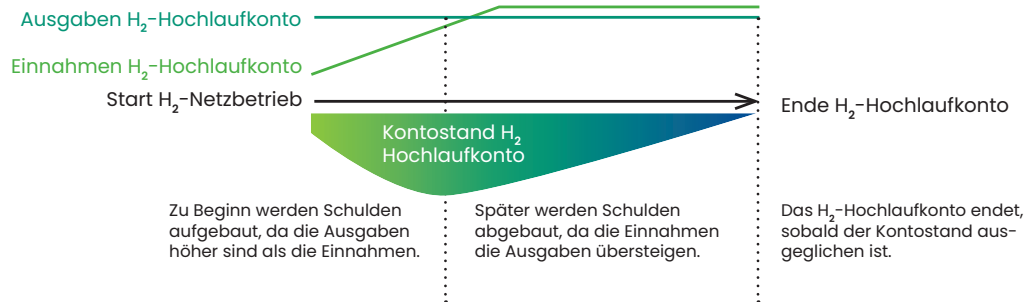 Ausgaben H₂-Hochlaufkonto
Einnahmen H₂-Hochlaufkonto
Start H₂-Netzbetrieb
Ende H₂-Hochlaufkonto
Kontostand H₂
Hochlaufkonto
Zu Beginn werden Schulden
aufgebaut, da die Ausgaben
höher sind als die Einnahmen.
Später werden Schulden
abgebaut, da die Einnahmen
die Ausgaben übersteigen.
Das H₂-Hochlaufkonto endet,
sobald der Kontostand aus-
geglichen ist.